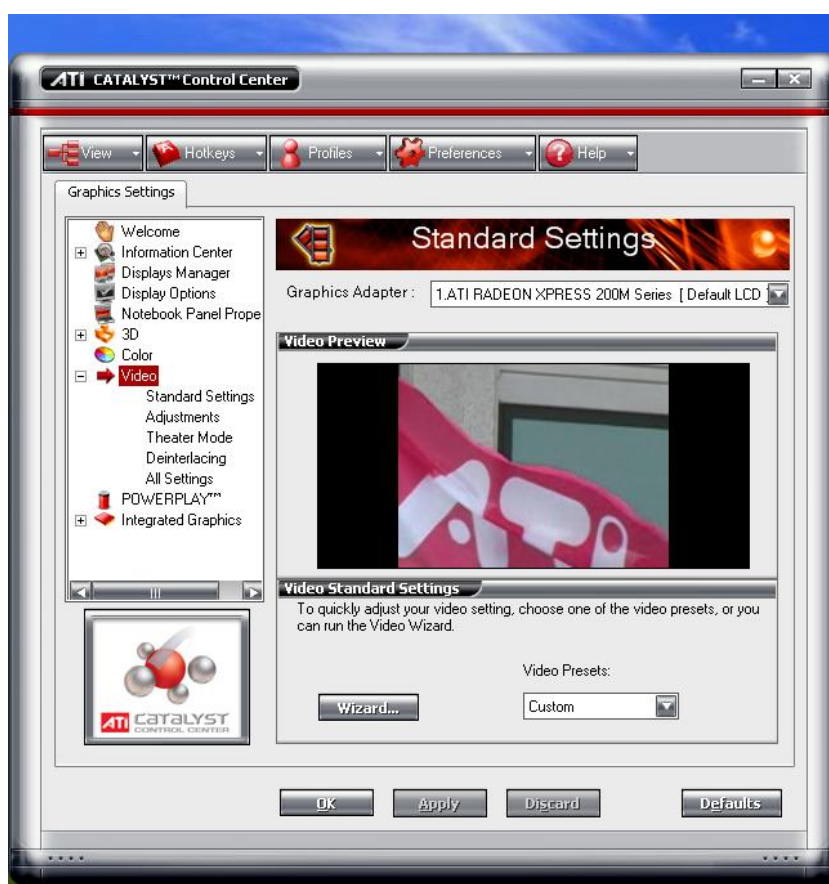 ATI CATALYST™ Control Center
View
Hotkeys
Profiles
Preferences
Help
Graphics Settings
Welcome
Information Center
Displays Manager
Display Options
Notebook Panel Prope
3D
Color
Video
Standard Settings
Adjustments
Theater Mode
Deinterlacing
All Settings
POWERPLAY™
Integrated Graphics
ATI CATALYST
CONTROL CENTER
Standard Settings
Graphics Adapter : 1.ATI RADEON XPRESS 200M Series [ Default LCD ]
Video Preview
Video Standard Settings
To quickly adjust your video setting, choose one of the video presets, or you
can run the Video Wizard.
Video Presets:
Wizard...
Custom
OK
Apply
Discard
Defaults